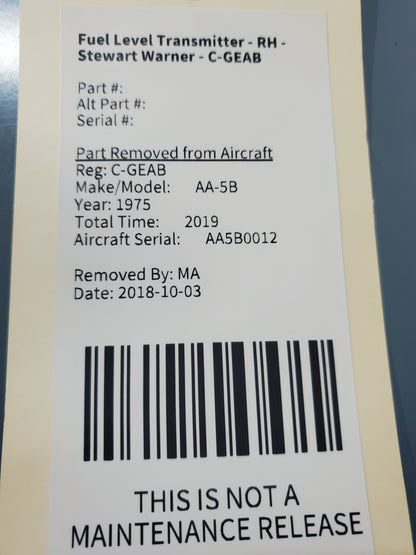 Fuel Level Transmitter - RH -
Stewart Warner - C-GEAB
Part #:
Alt Part #:
Serial #:
Part Removed from Aircraft
Reg: C-GEAB
Make/Model: AA-5B
Year: 1975
Total Time: 2019
Aircraft Serial: AA5B0012
Removed By: MA
Date: 2018-10-03
THIS IS NOT A
MAINTENANCE RELEASE